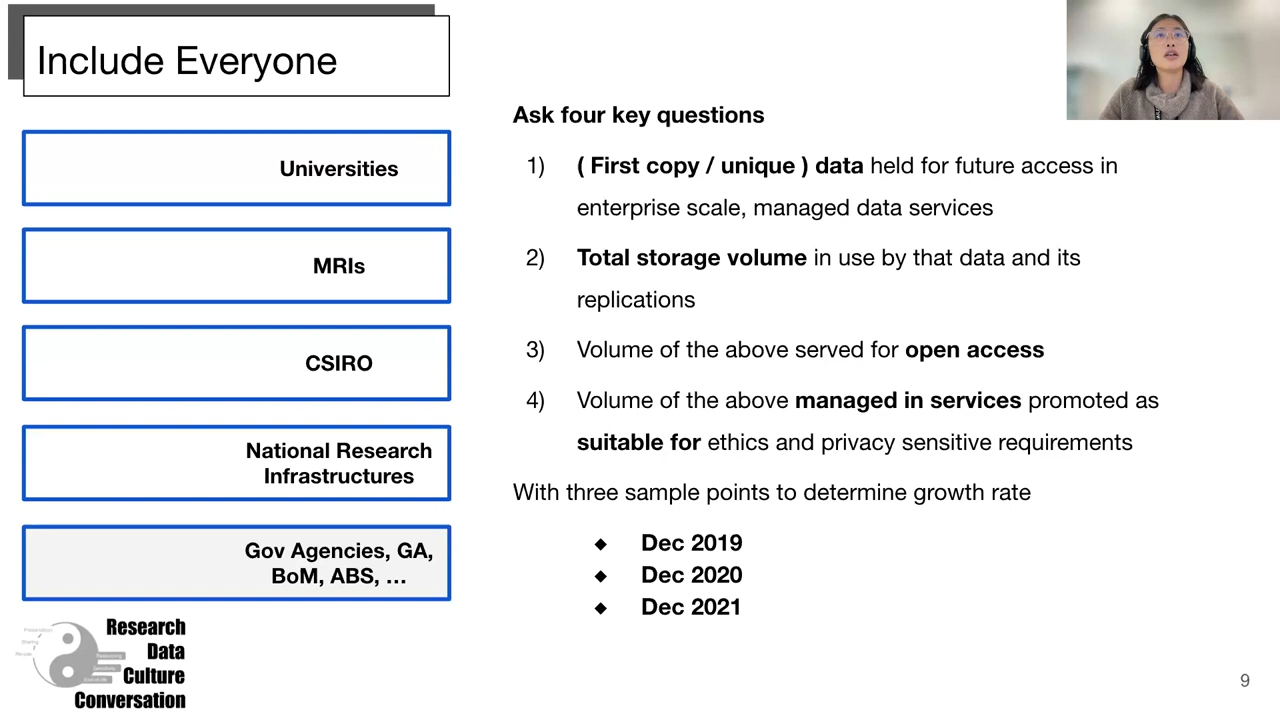 Include Everyone
Universities
MRIs
CSIRO
National Research
Infrastructures
Gov Agencies, GA,
BoM, ABS, …
Ask four key questions
1) ( First copy / unique ) data held for future access in
enterprise scale, managed data services
2) Total storage volume in use by that data and its
replications
3) Volume of the above served for open access
4) Volume of the above managed in services promoted as
suitable for ethics and privacy sensitive requirements
With three sample points to determine growth rate
◆ Dec 2019
◆ Dec 2020
◆ Dec 2021
Presentation
Sharing
Re-use
Research
Data
Culture
Conversation
9